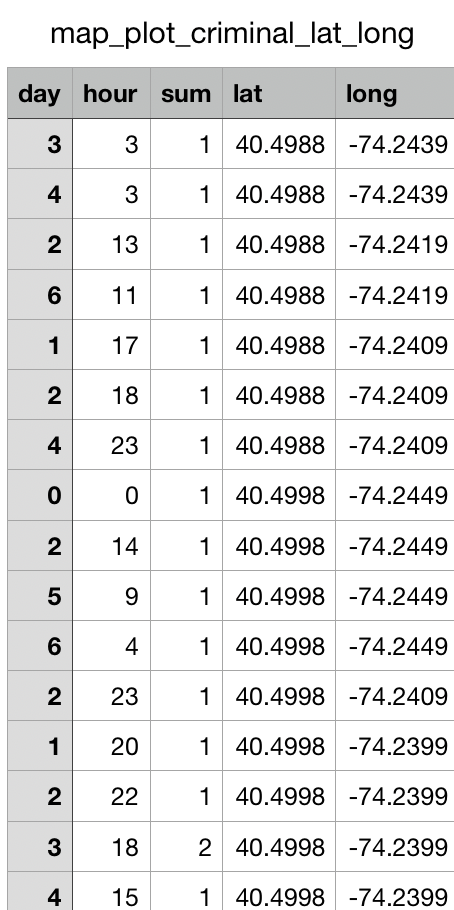 map_plot_criminal_lat_long
day hour sum lat long
3 3 1 40.4988 -74.2439
4 3 1 40.4988 -74.2439
2 13 1 40.4988 -74.2419
6 11 1 40.4988 -74.2419
1 17 1 40.4988 -74.2409
2 18 1 40.4988 -74.2409
4 23 1 40.4988 -74.2409
0 0 1 40.4998 -74.2449
2 14 1 40.4998 -74.2449
5 9 1 40.4998 -74.2449
6 4 1 40.4998 -74.2449
2 23 1 40.4998 -74.2409
1 20 1 40.4998 -74.2399
2 22 1 40.4998 -74.2399
3 18 2 40.4998 -74.2399
4 15 1 40.4998 -74.2399